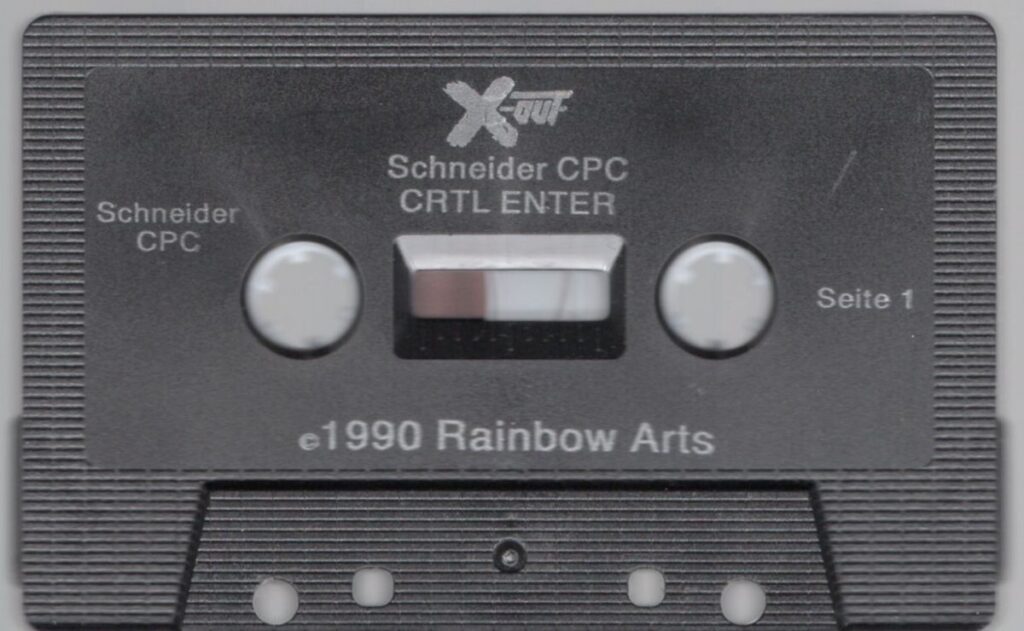 X-out
Schneider CPC
CRTL ENTER
Schneider
CPC
Seite 1
©1990 Rainbow Arts